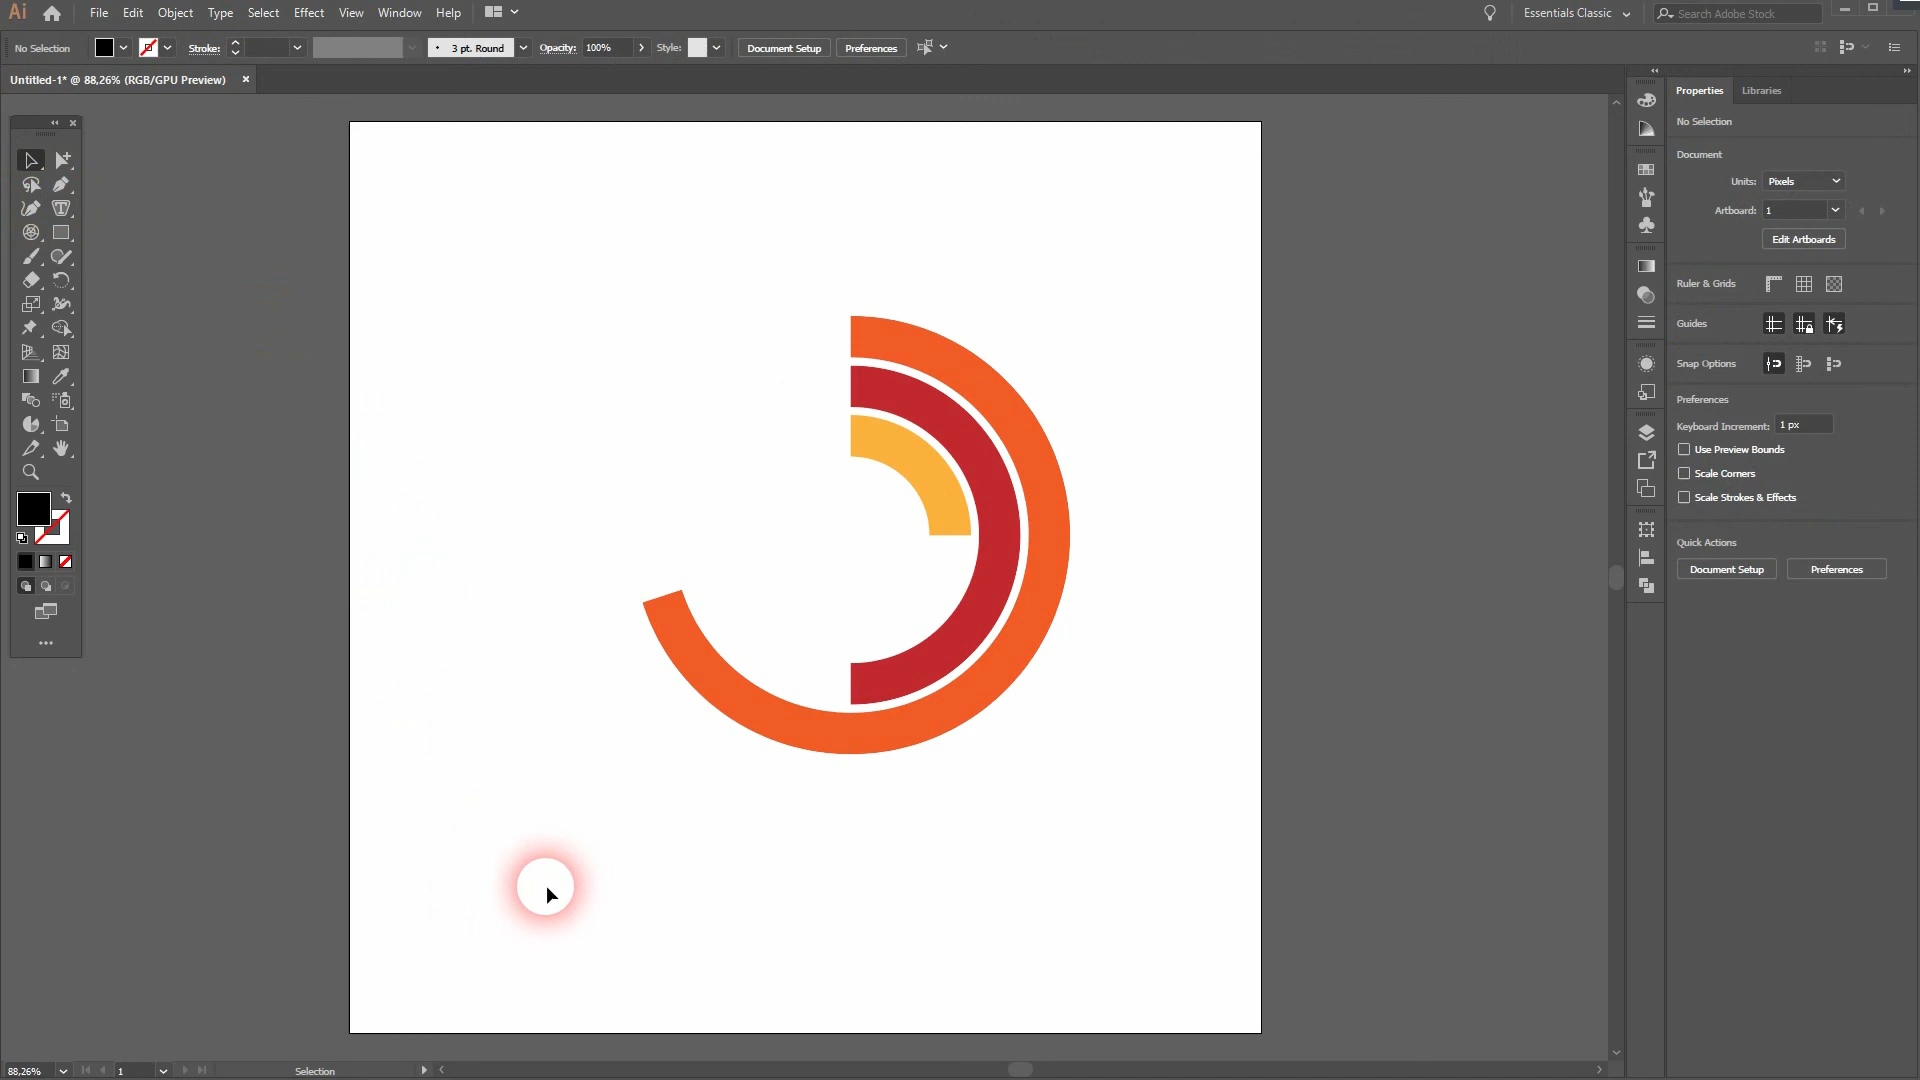 Ai File Edit Object Type Select Effect View Window Help Essentials Classic Search Adobe Stock
No Selection Stroke: 3 pt. Round Opacity: 100% Style: Document Setup Preferences
Untitled-1* @ 88,26% (RGB/GPU Preview)
Properties Libraries
No Selection
Document
Units: Pixels
Artboard: 1
Edit Artboards
Ruler & Grids
Guides
Snap Options
Preferences
Keyboard Increment: 1 px
Use Preview Bounds
Scale Corners
Scale Strokes & Effects
Quick Actions
Document Setup Preferences
88,26% 1 Selection